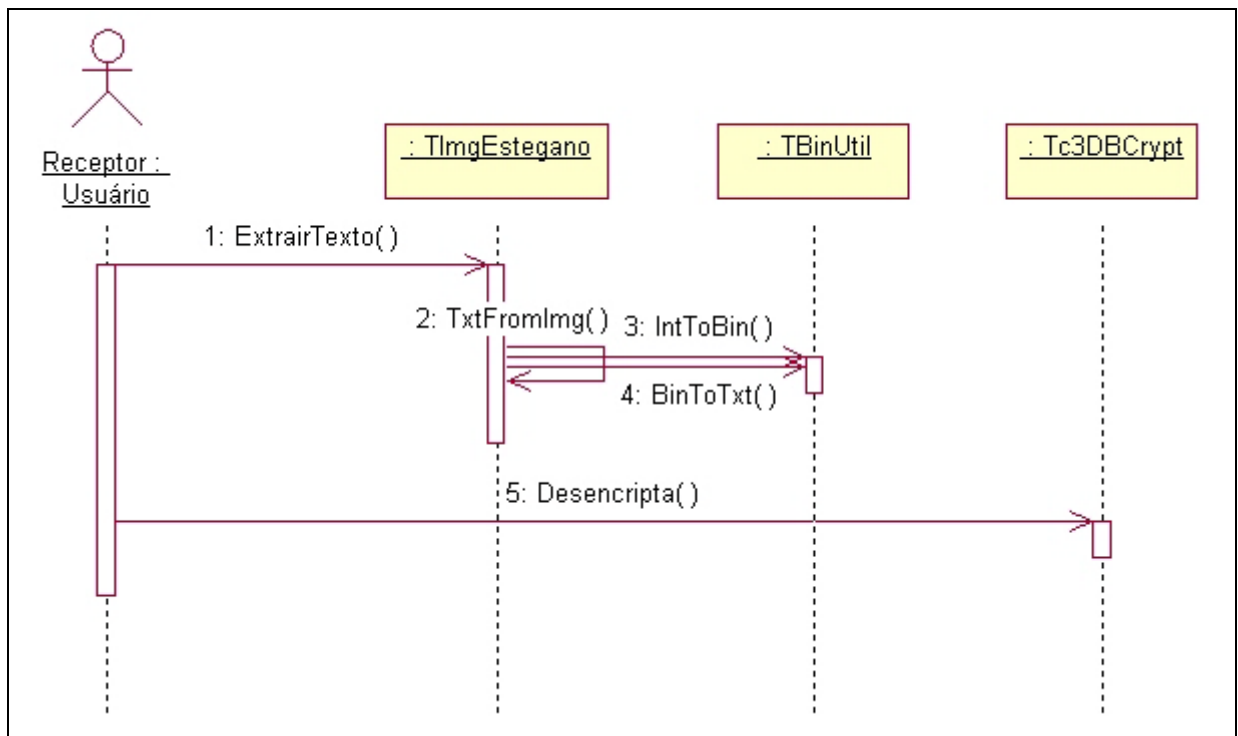 Receptor :
Usuário
: TImgEstegano
: TBinUtil
: Tc3DBCrypt
1: ExtrairTexto( )
2: TxtFromImg( )
3: IntToBin( )
4: BinToTxt( )
5: Desencripta( )